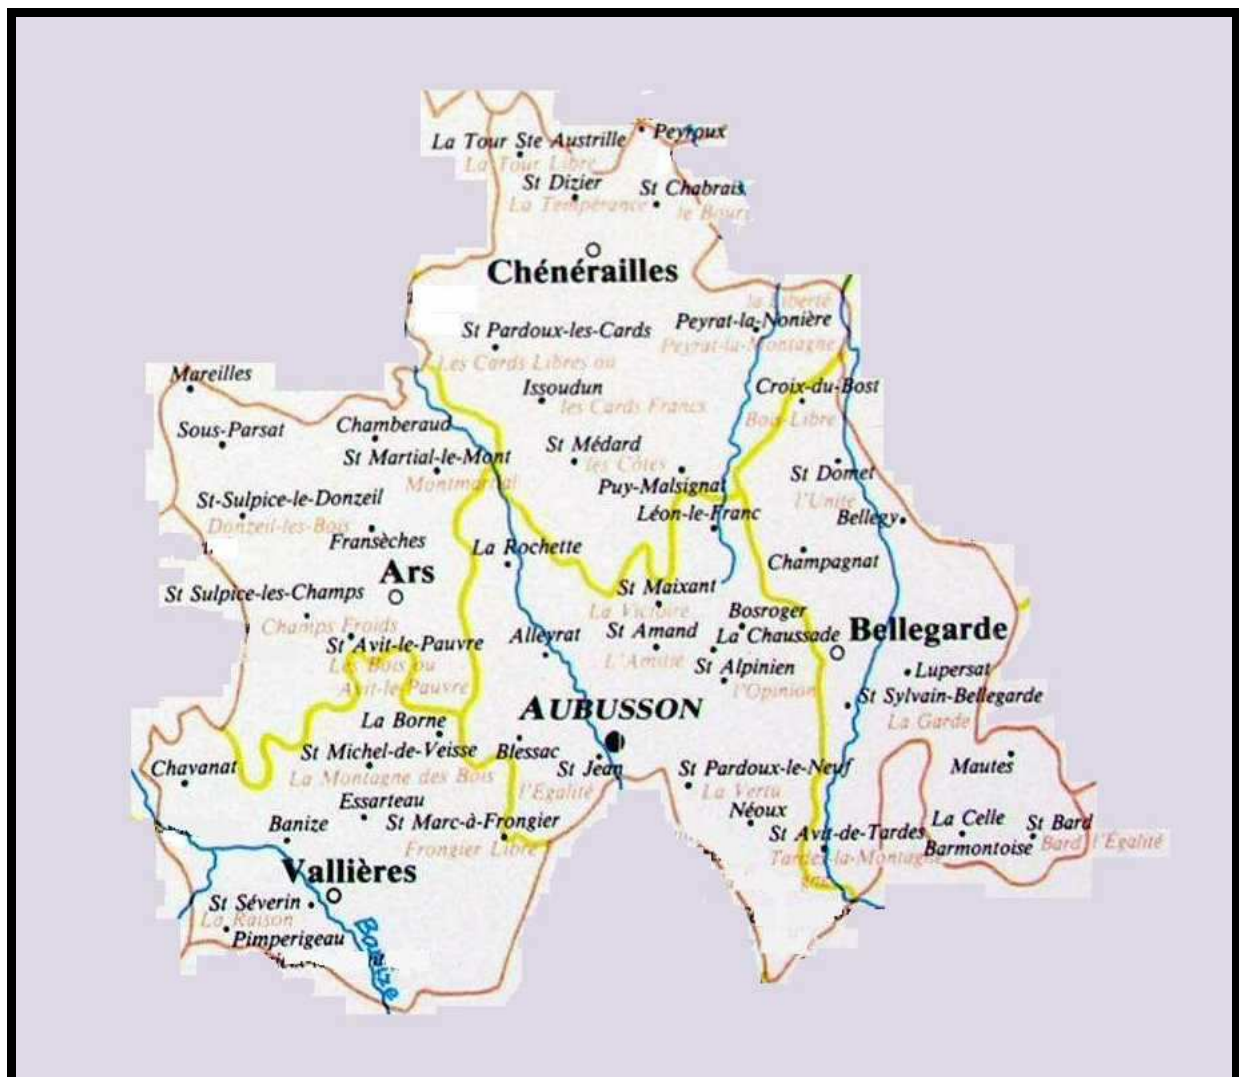 Peyroux
La Tour Ste Austrille
La Tour Libre
St Dizier
St Chabrais
La Tempérance
le Bourg
Chénérailles
la Liberté
Peyrat-la-Nonière
St Pardoux-les-Cards
Peyrat-la-Montagne
Les Cards Libres ou
Mareilles
Issoudun
Croix-du-Bost
les Cards Francs
Bois-Libre
Sous-Parsat
Chamberaud
St Médard
St Martial-le-Mont
les Côtes
St Domet
Montmartial
Puy-Malsignat
St-Sulpice-le-Donzeil
l'Unité
Donzeil-les-Bois
Léon-le-Franc
Bellegy
Fransèches
La Rochette
Champagnat
Ars
St Maixant
St Sulpice-les-Champs
La Victoire
Bosroger
Champs Froids
St Amand
La Chaussade
Bellegarde
St Avit-le-Pauvre
Alleyrat
L'Amitié
St Alpinien
Lupersat
Les Bois ou
Avit-le-Pauvre
l'Opinion
St Sylvain-Bellegarde
La Garde
AUBUSSON
La Borne
St Michel-de-Veisse
Blessac
Chavanat
La Montagne des Bois
St Jean
St Pardoux-le-Neuf
Mautes
l'Egalité
La Vertu
Essarteau
Néoux
Banize
St Marc-à-Frongier
St Avit-de-Tardes
La Celle
St Bard
Frongier Libre
Barmontoise
Bard l'Égalité
Tardes-la-Montagne
Vallières
St Séverin
La Raison
Pimperigeau
Banize